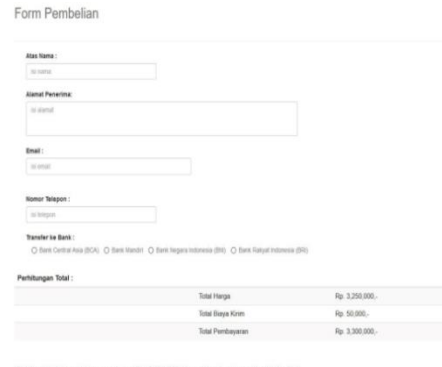 Form Pembelian
Atas Nama :
isi nama
Alamat Penerima:
isi alamat
Email :
isi email
Nomor Telepon :
isi telepon
Transfer ke Bank :
Bank Central Asia (BCA) Bank Mandiri Bank Negara Indonesia (BNI) Bank Rakyat Indonesia (BRI)
Perhitungan Total :
Total Harga Rp. 3,250,000,-
Total Biaya Kirim Rp. 50,000,-
Total Pembayaran Rp. 3,300,000,-